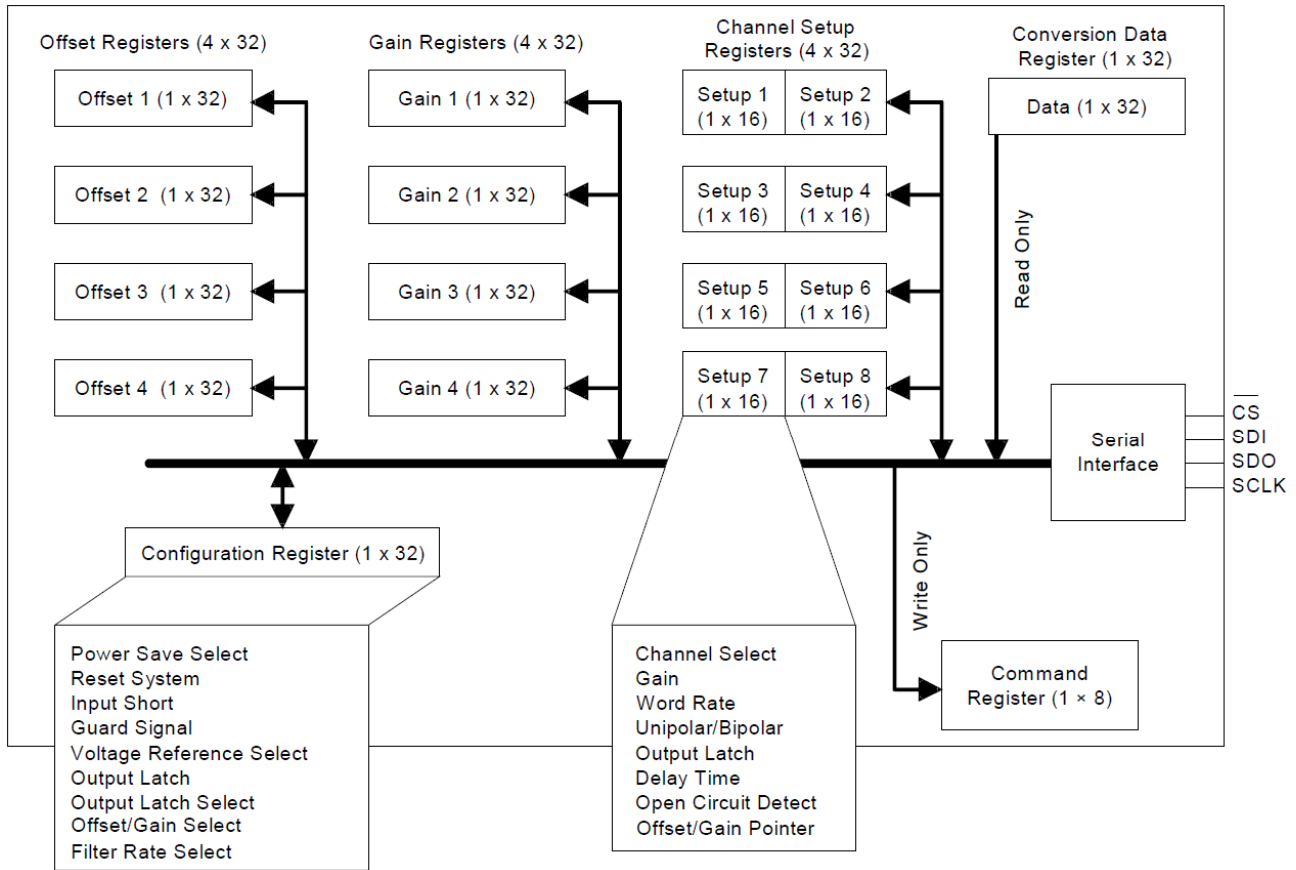 Offset Registers (4 x 32)
Offset 1 (1 x 32)
Offset 2 (1 x 32)
Offset 3 (1 x 32)
Offset 4 (1 x 32)
Gain Registers (4 x 32)
Gain 1 (1 x 32)
Gain 2 (1 x 32)
Gain 3 (1 x 32)
Gain 4 (1 x 32)
Channel Setup
Registers (4 x 32)
Setup 1
(1 x 16)
Setup 2
(1 x 16)
Setup 3
(1 x 16)
Setup 4
(1 x 16)
Setup 5
(1 x 16)
Setup 6
(1 x 16)
Setup 7
(1 x 16)
Setup 8
(1 x 16)
Conversion Data
Register (1 x 32)
Data (1 x 32)
Read Only
Serial
Interface
CS
SDI
SDO
SCLK
Configuration Register (1 x 32)
Power Save Select
Reset System
Input Short
Guard Signal
Voltage Reference Select
Output Latch
Output Latch Select
Offset/Gain Select
Filter Rate Select
Channel Select
Gain
Word Rate
Unipolar/Bipolar
Output Latch
Delay Time
Open Circuit Detect
Offset/Gain Pointer
Write Only
Command
Register (1 × 8)